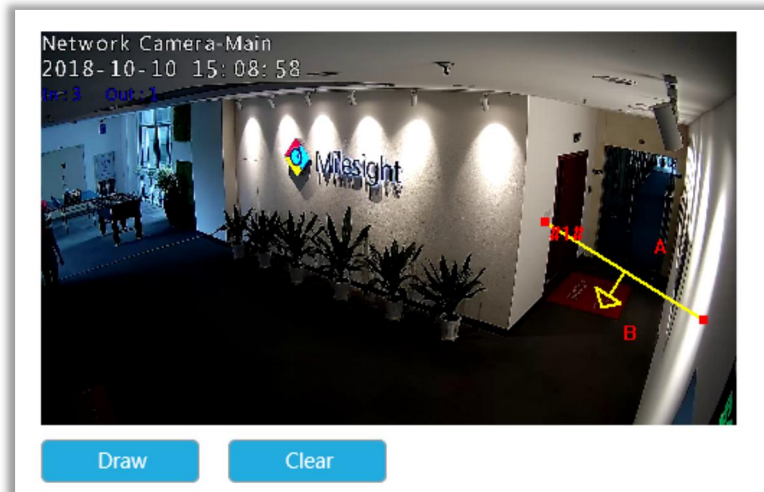 Network Camera-Main
2018-10-10 15:08:58
In:3 Out:1
Milesight
#1#
A
B
Draw
Clear